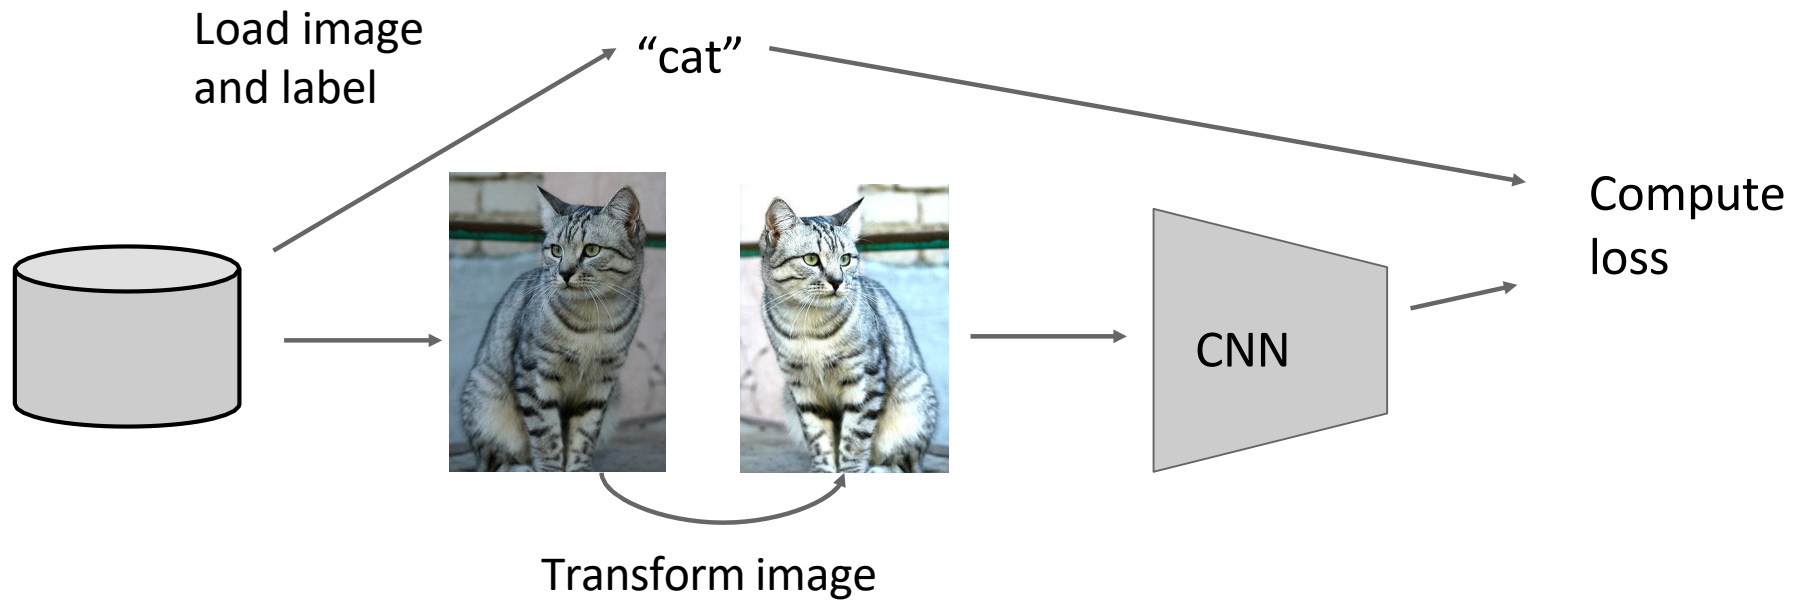 Load image
and label
“cat”
Compute
loss
CNN
Transform image